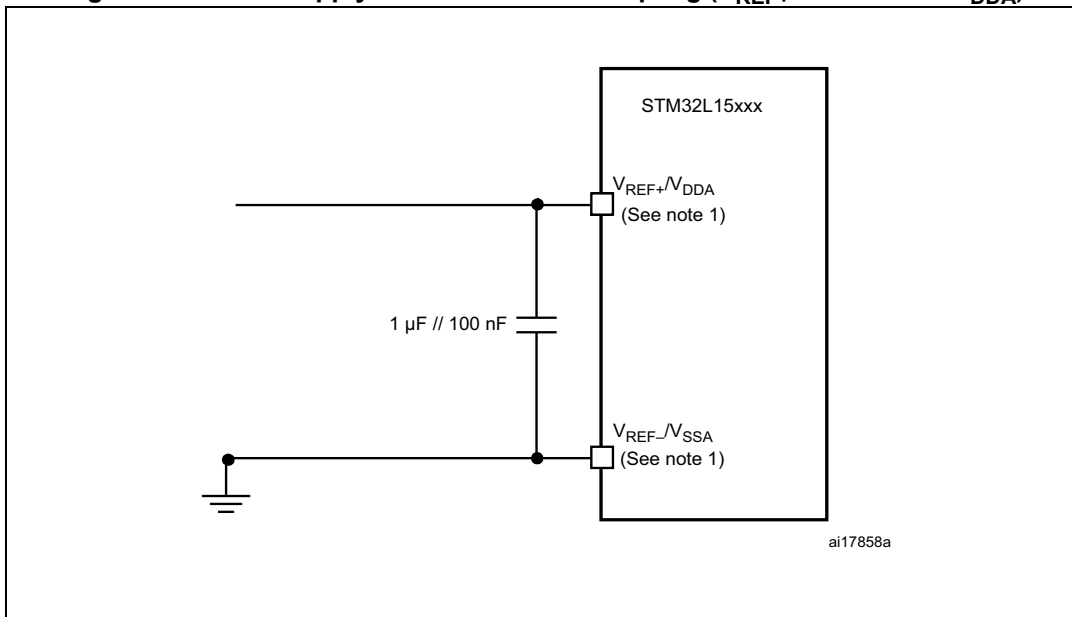 STM32L15xxx
VREF+/VDDA
(See note 1)
1 µF // 100 nF
VREF–/VSSA
(See note 1)
ai17858a